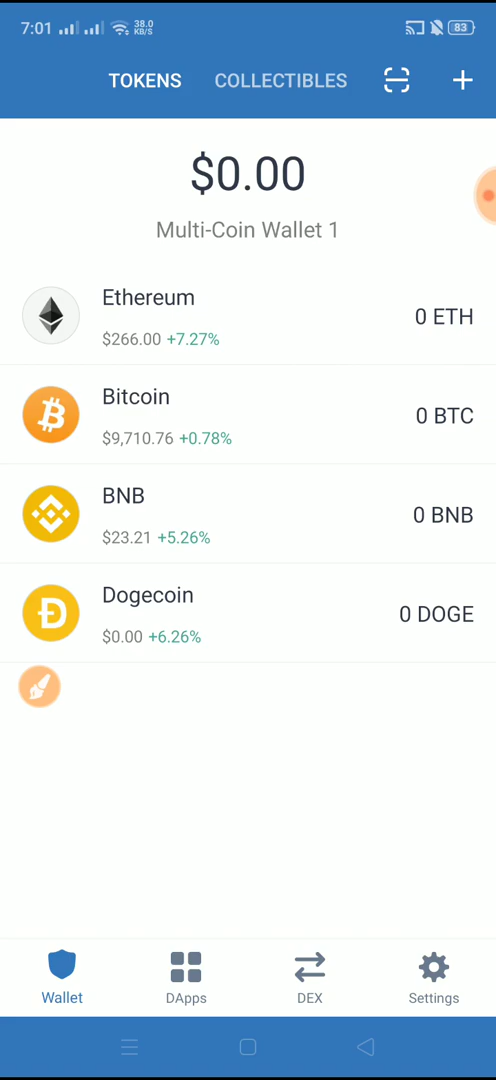 7:01 38.0 KB/S 83
TOKENS COLLECTIBLES
$0.00
Multi-Coin Wallet 1
Ethereum
$266.00 +7.27% 0 ETH
Bitcoin
$9,710.76 +0.78% 0 BTC
BNB
$23.21 +5.26% 0 BNB
Dogecoin
$0.00 +6.26% 0 DOGE
Wallet DApps DEX Settings